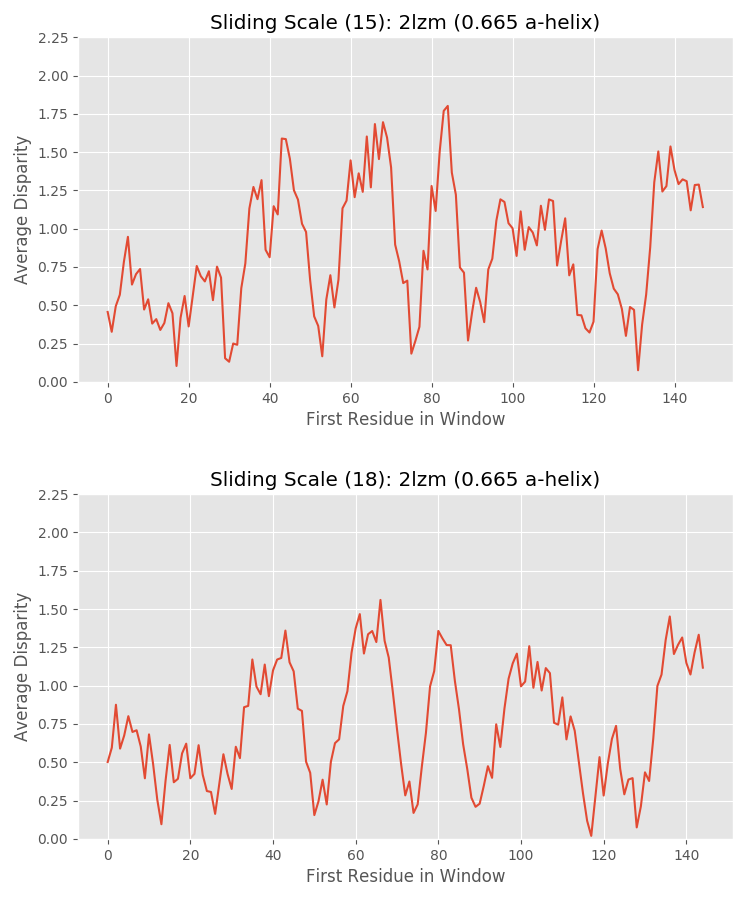 Sliding Scale (15): 2lzm (0.665 a-helix)
2.25
2.00
1.75
1.50
1.25
1.00
0.75
0.50
0.25
0.00
Average Disparity
0 20 40 60 80 100 120 140
First Residue in Window
Sliding Scale (18): 2lzm (0.665 a-helix)
2.25
2.00
1.75
1.50
1.25
1.00
0.75
0.50
0.25
0.00
Average Disparity
0 20 40 60 80 100 120 140
First Residue in Window